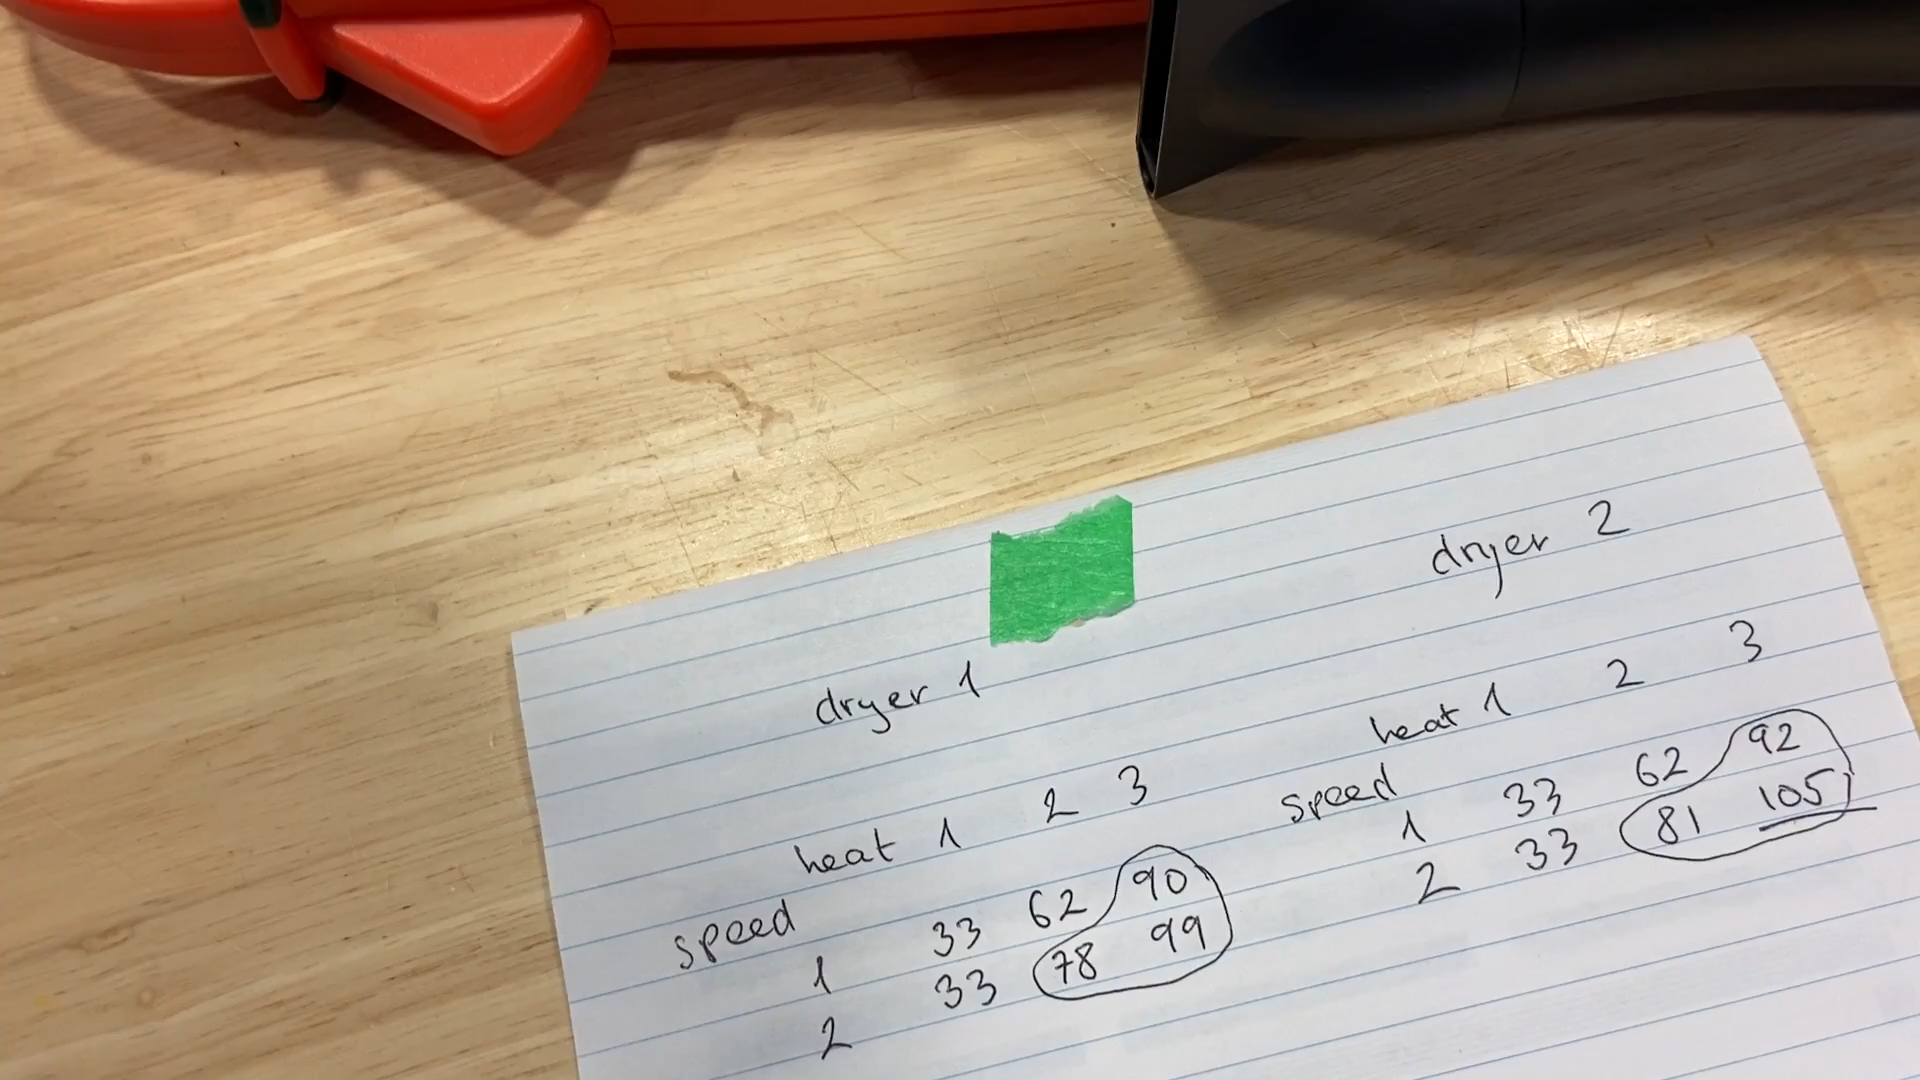 dryer 1
heat 1 2 3
speed
1 33 62 90
2 33 78 99
dryer 2
heat 1 2 3
speed
1 33 62 92
2 33 81 105